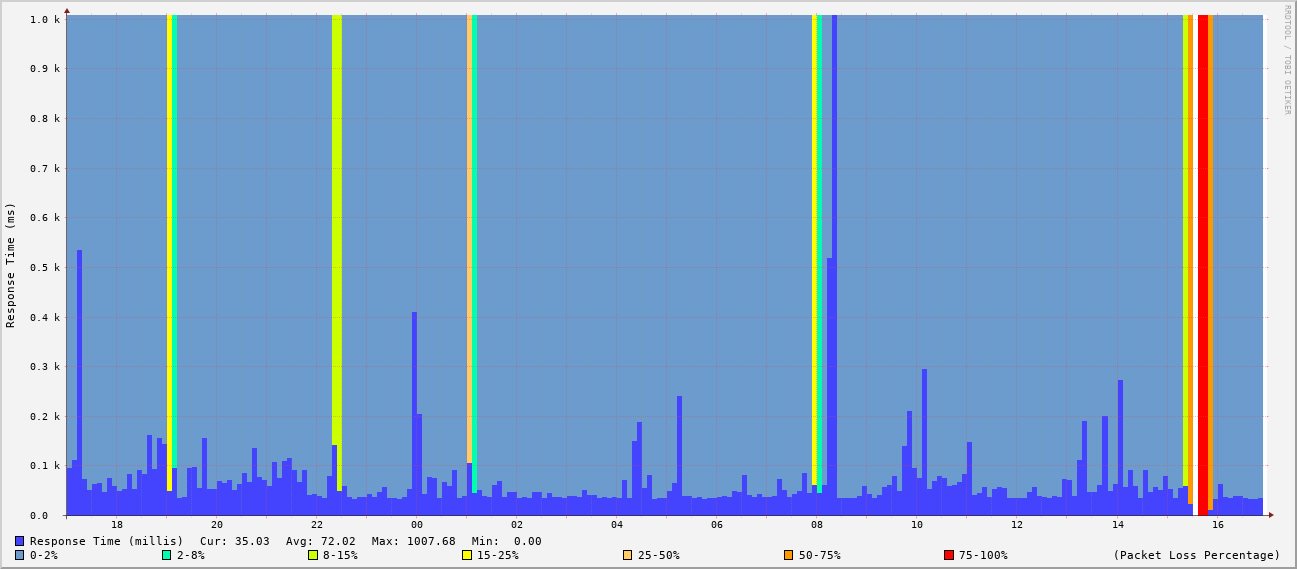 RRDTOOL / TOBI OETIKER
Response Time (ms)
1.0 k
0.9 k
0.8 k
0.7 k
0.6 k
0.5 k
0.4 k
0.3 k
0.2 k
0.1 k
0.0
18 20 22 00 02 04 06 08 10 12 14 16
Response Time (millis) Cur: 35.03 Avg: 72.02 Max: 1007.68 Min: 0.00
0-2% 2-8% 8-15% 15-25% 25-50% 50-75% 75-100% (Packet Loss Percentage)